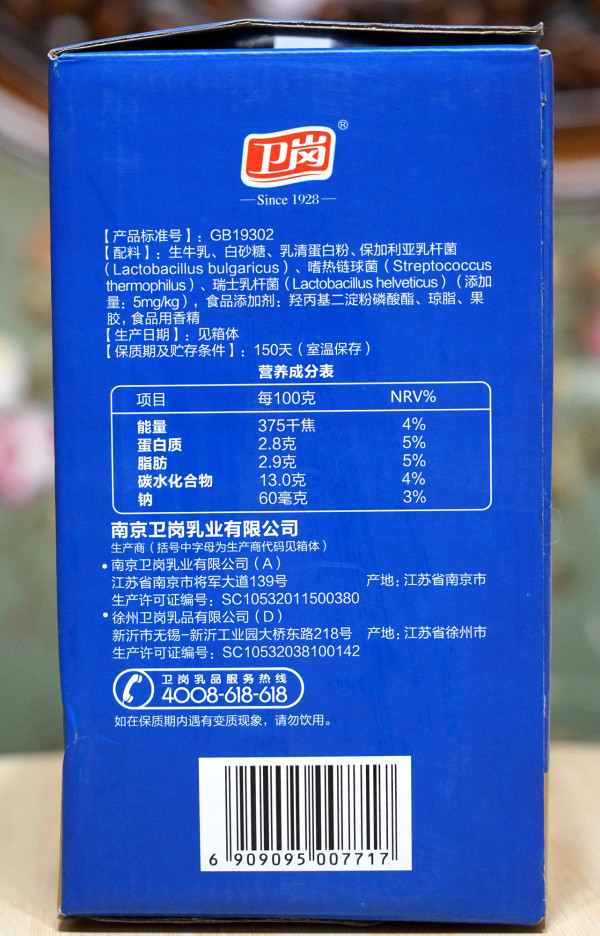 卫岗®
Since 1928
【产品标准号】：GB19302
【配料】：生牛乳、白砂糖、乳清蛋白粉、保加利亚乳杆菌
（Lactobacillus bulgaricus）、嗜热链球菌（Streptococcus
thermophilus）、瑞士乳杆菌（Lactobacillus helveticus）（添加
量：5mg/kg），食品添加剂：羟丙基二淀粉磷酸酯、琼脂、果
胶，食品用香精
【生产日期】：见箱体
【保质期及贮存条件】：150天（室温保存）
营养成分表
项目 每100克 NRV%
能量 375千焦 4%
蛋白质 2.8克 5%
脂肪 2.9克 5%
碳水化合物 13.0克 4%
钠 60毫克 3%
南京卫岗乳业有限公司
生产商（括号中字母为生产商代码见箱体）
•南京卫岗乳业有限公司（A）
江苏省南京市将军大道139号 产地：江苏省南京市
生产许可证编号：SC10532011500380
•徐州卫岗乳品有限公司（D）
新沂市无锡-新沂工业园大桥东路218号 产地：江苏省徐州市
生产许可证编号：SC10532038100142
卫岗乳品服务热线
4008-618-618
如在保质期内遇有变质现象，请勿饮用。
6 909095 007717